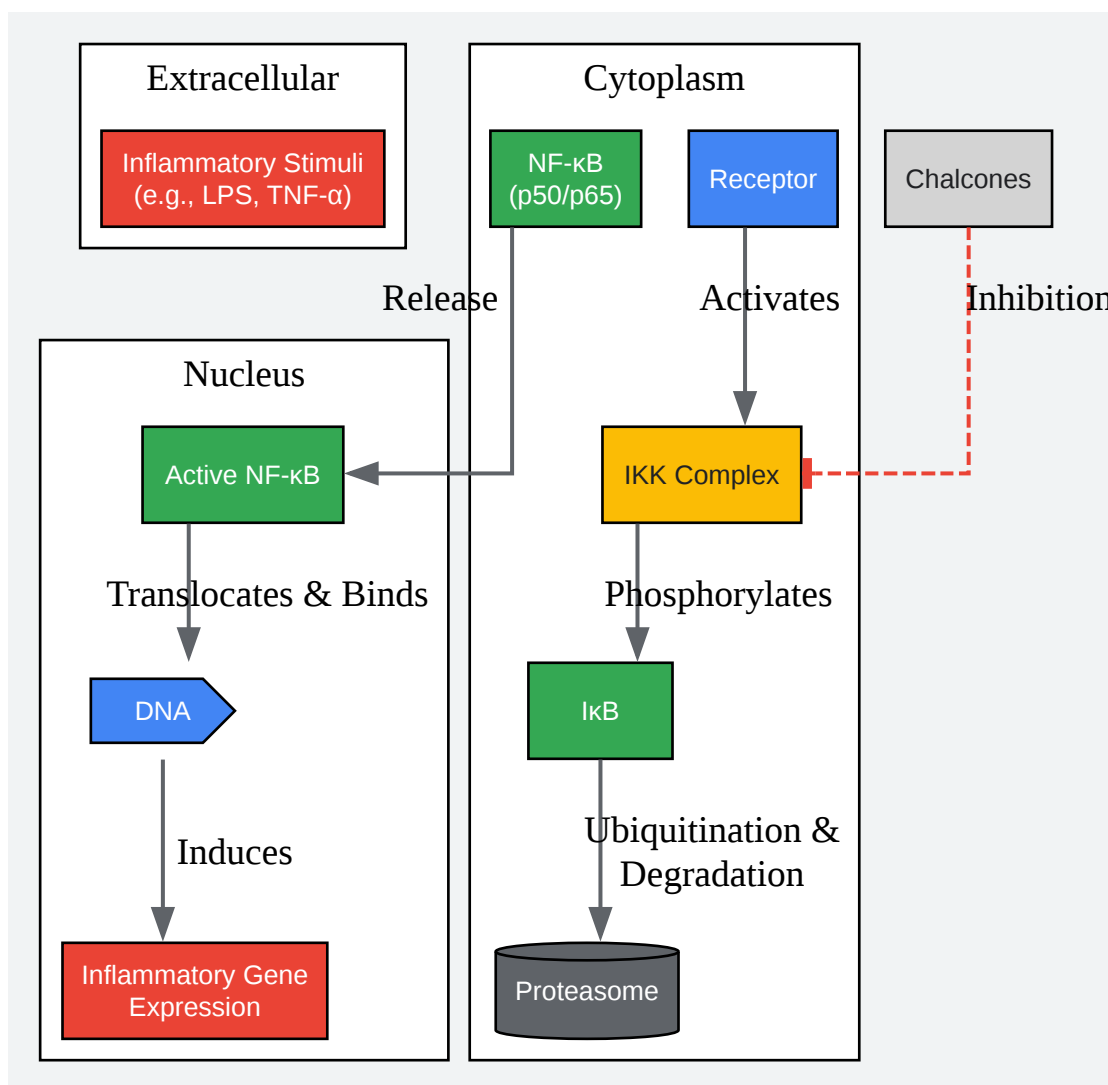 Extracellular
Inflammatory Stimuli
(e.g., LPS, TNF-α)
Cytoplasm
NF-κB
(p50/p65)
Receptor
Chalcones
Release
Activates
Inhibition
Nucleus
Active NF-κB
IKK Complex
Translocates & Binds
Phosphorylates
DNA
IκB
Induces
Ubiquitination &
Degradation
Inflammatory Gene
Expression
Proteasome